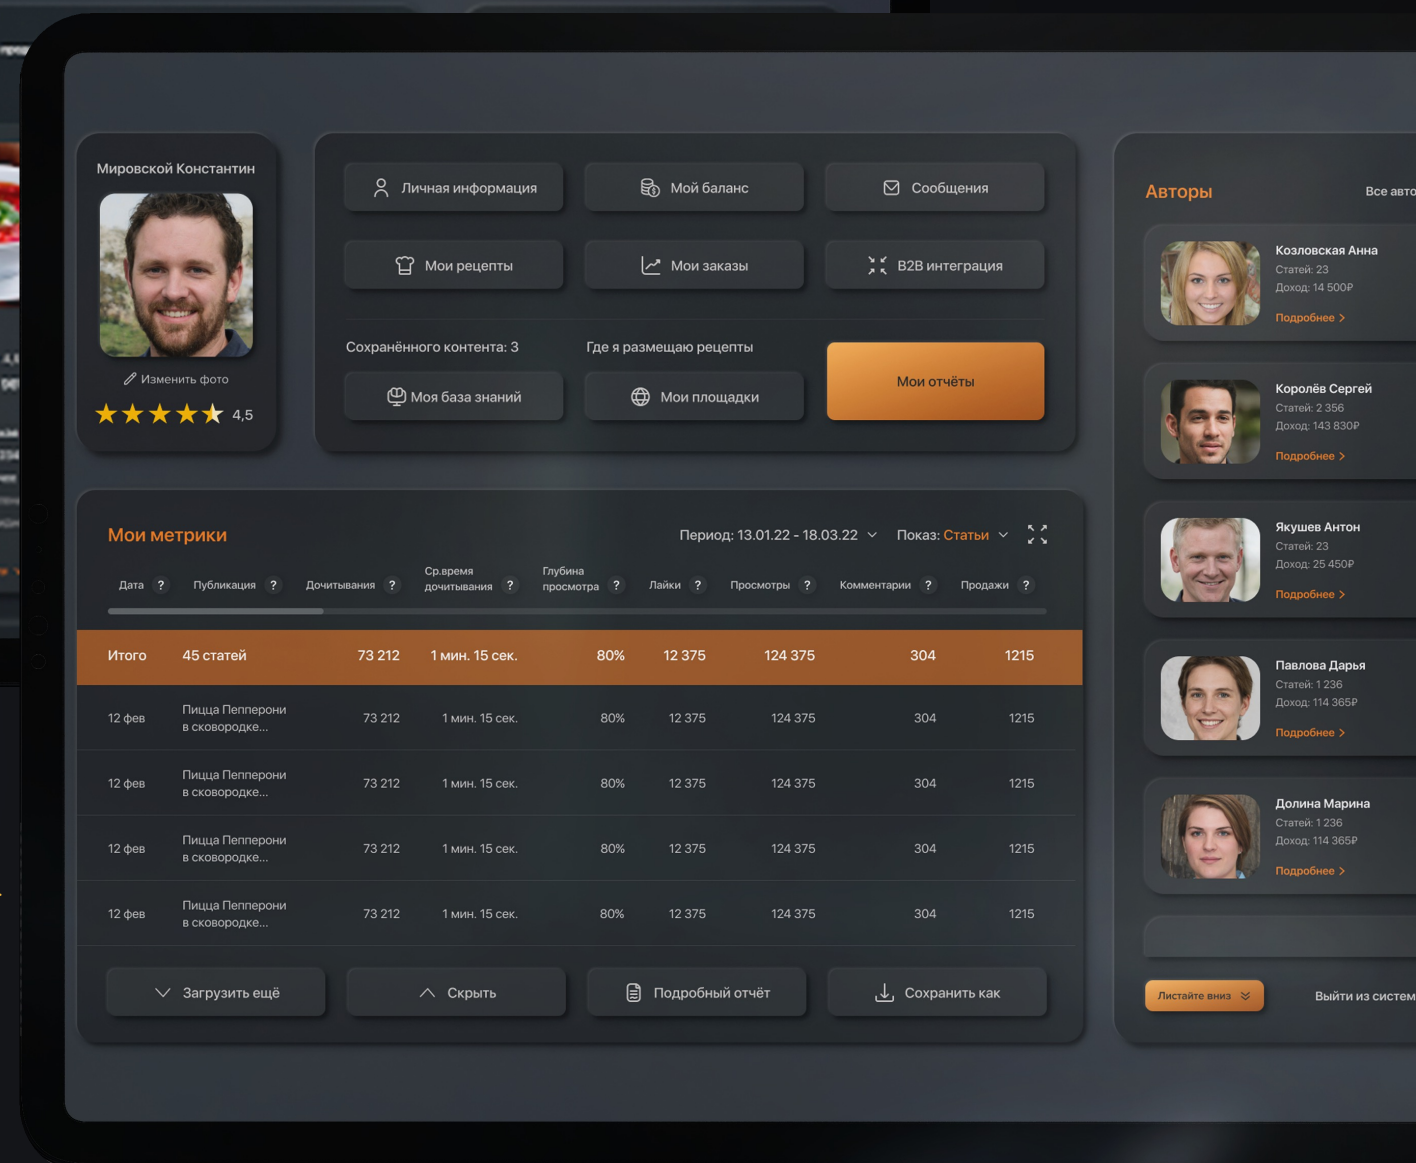 Мировской Константин
Изменить фото
4,5
Личная информация
Мой баланс
Сообщения
Мои рецепты
Мои заказы
B2B интеграция
Сохранённого контента: 3
Где я размещаю рецепты
Моя база знаний
Мои площадки
Мои отчёты
Мои метрики
Период: 13.01.22 - 18.03.22
Показ: Статьи
Дата ?
Публикация ?
Дочитывания ?
Ср.время
дочитывания ?
Глубина
просмотра ?
Лайки ?
Просмотры ?
Комментарии ?
Продажи ?
Итого 45 статей 73 212 1 мин. 15 сек. 80% 12 375 124 375 304 1215
12 фев Пицца Пепперони
в сковородке... 73 212 1 мин. 15 сек. 80% 12 375 124 375 304 1215
12 фев Пицца Пепперони
в сковородке... 73 212 1 мин. 15 сек. 80% 12 375 124 375 304 1215
12 фев Пицца Пепперони
в сковородке... 73 212 1 мин. 15 сек. 80% 12 375 124 375 304 1215
12 фев Пицца Пепперони
в сковородке... 73 212 1 мин. 15 сек. 80% 12 375 124 375 304 1215
Загрузить ещё
Скрыть
Подробный отчёт
Сохранить как
Авторы
Все авто
Козловская Анна
Статей: 23
Доход: 14 500₽
Подробнее
Королёв Сергей
Статей: 2 356
Доход: 143 830₽
Подробнее
Якушев Антон
Статей: 23
Доход: 25 450₽
Подробнее
Павлова Дарья
Статей: 1 236
Доход: 114 365₽
Подробнее
Долина Марина
Статей: 1 236
Доход: 114 365₽
Подробнее
Листайте вниз
Выйти из систем